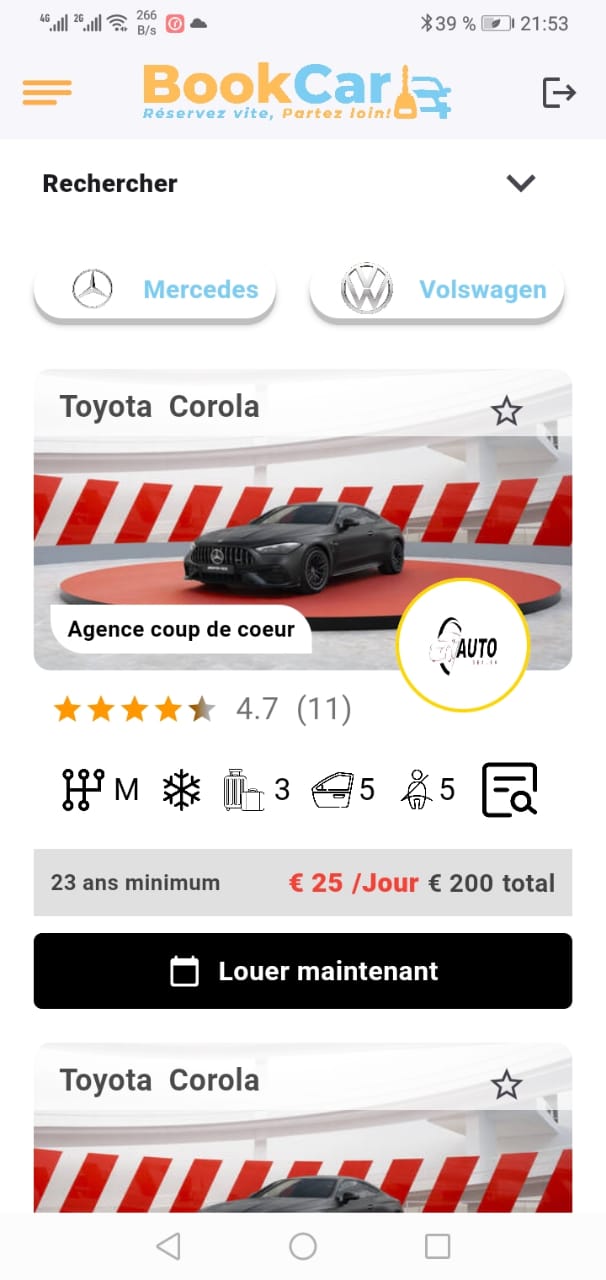 4G 2G 266 B/s 39 % 21:53
BookCar
Réservez vite, Partez loin!
Rechercher
Mercedes Volswagen
Toyota Corola
Agence coup de coeur
AUTO
4.7 (11)
M 3 5 5
23 ans minimum € 25 /Jour € 200 total
Louer maintenant
Toyota Corola